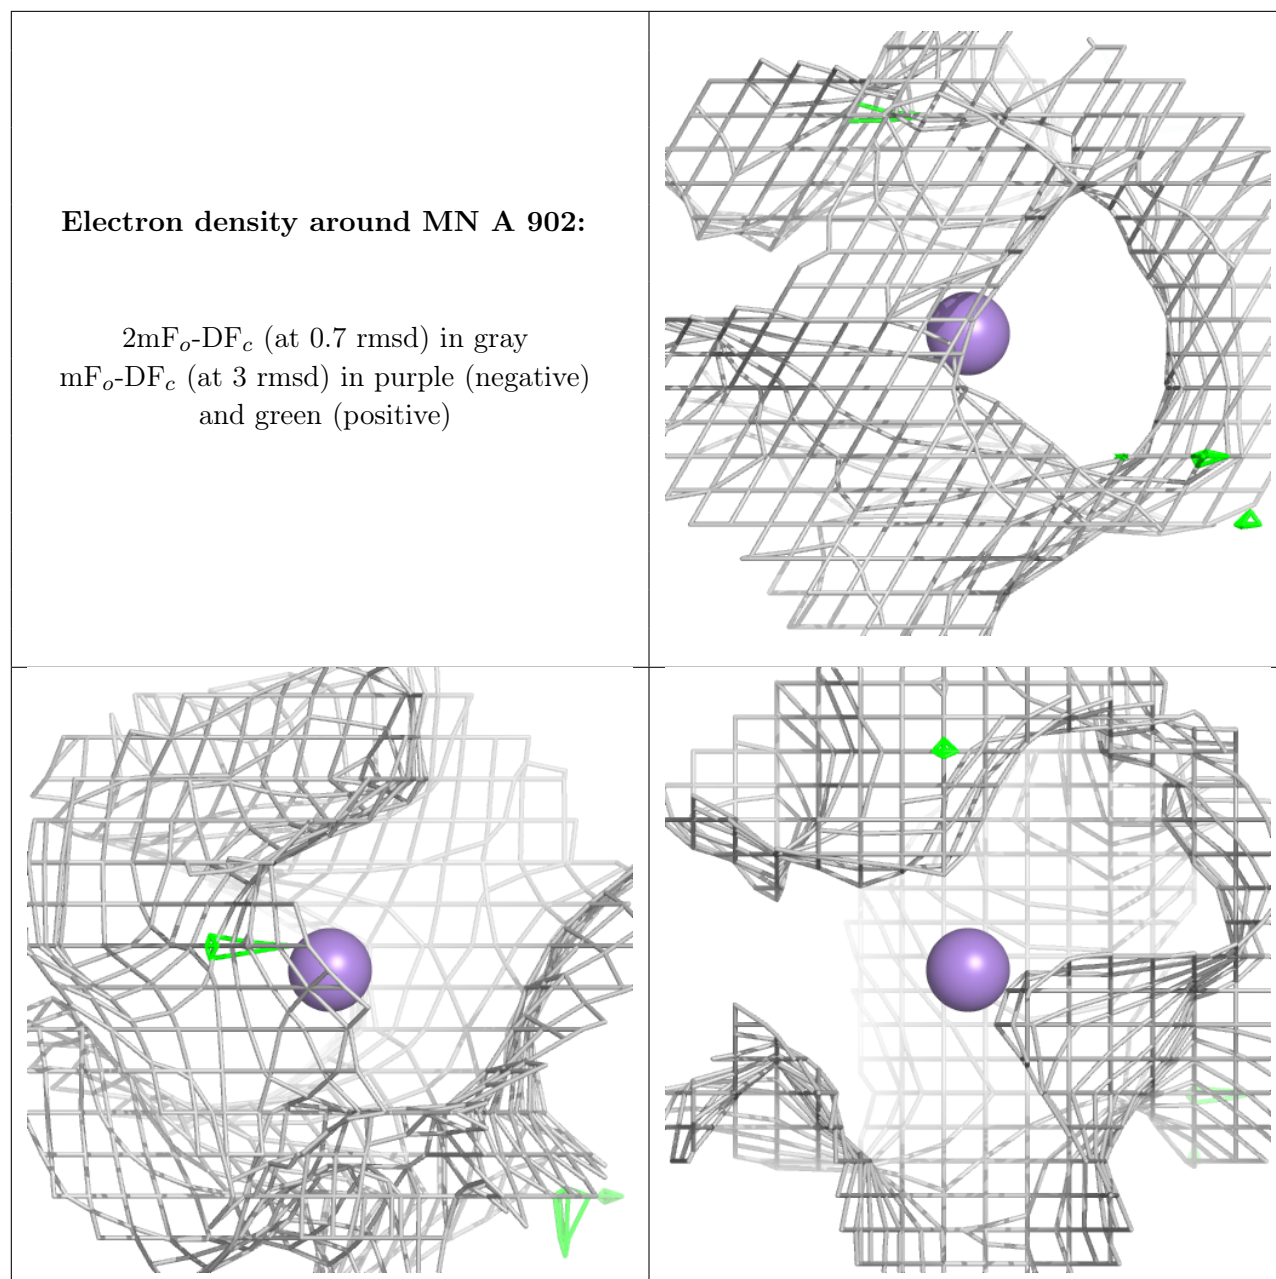 Electron density around MN A 902:
2mFo-DFc (at 0.7 rmsd) in gray
mFo-DFc (at 3 rmsd) in purple (negative)
and green (positive)